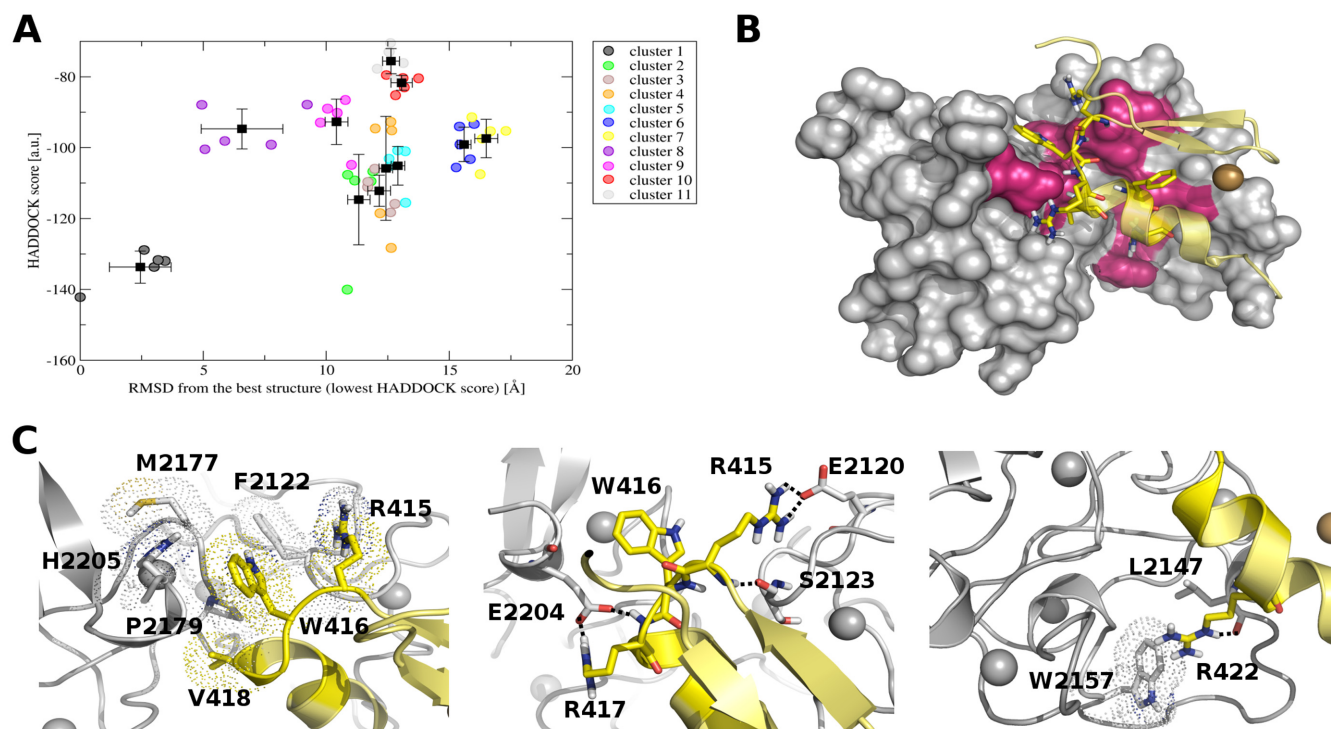 A
B
HADDOCK score [a.u.]
-80
-100
-120
-140
-160
0
5
10
15
20
RMSD from the best structure (lowest HADDOCK score) [Å]
cluster 1
cluster 2
cluster 3
cluster 4
cluster 5
cluster 6
cluster 7
cluster 8
cluster 9
cluster 10
cluster 11
C
M2177
F2122
R415
H2205
P2179
W416
V418
R415
E2120
W416
S2123
E2204
R417
L2147
W2157
R422